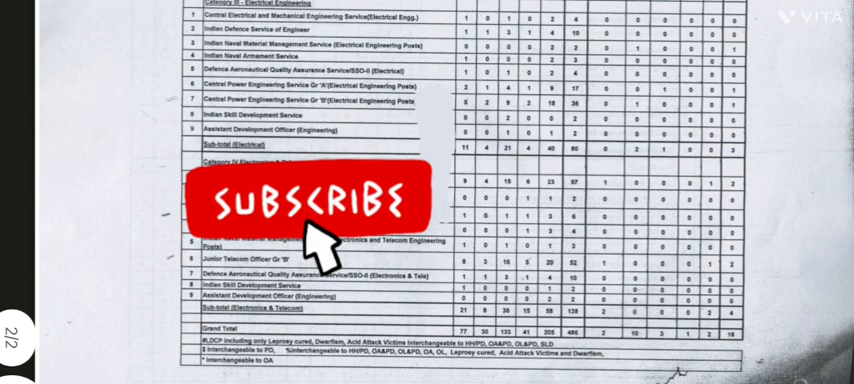 Category III - Electrical Engineering
1 Central Electrical and Mechanical Engineering Service(Electrical Engg.) 1 0 1 0 2 4 0 0 0 0 0 0
2 Indian Defence Service of Engineer 1 1 3 1 4 10 0 0 0 0 0 0
3 Indian Naval Material Management Service (Electrical Engineering Posts) 0 0 0 0 2 2 0 1 0 0 0 1
4 Indian Naval Armament Service 1 0 0 0 2 3 0 0 0 0 0 0
5 Defence Aeronautical Quality Assurance Service/SSO-II (Electrical) 1 0 1 0 2 4 0 0 0 0 0 0
6 Central Power Engineering Service Gr 'A'(Electrical Engineering Posts) 2 1 4 1 9 17 0 0 1 0 0 1
7 Central Power Engineering Service Gr 'B'(Electrical Engineering Posts 5 2 9 2 18 36 0 1 0 0 0 1
8 Indian Skill Development Service 0 0 2 0 0 2 0 0 0 0 0 0
9 Assistant Development Officer (Engineering) 0 0 1 0 1 2 0 0 0 0 0 0
Sub-total (Electrical) 11 4 21 4 40 80 0 2 1 0 0 3
Category IV
9 4 15 6 23 57 1 0 0 0 1 2
0 0 0 1 1 2 0 0 0 0 0 0
1 0 1 1 3 6 0 0 0 0 0 0
0 0 0 1 3 4 0 0 0 0 0 0
5 Electronics and Telecom Engineering
Posts) 1 0 1 0 1 3 0 0 0 0 0 0
6 Junior Telecom Officer Gr 'B' 8 3 16 5 20 52 1 0 0 0 1 2
7 Defence Aeronautical Quality Assurance Service/SSO-II (Electronics & Tele) 1 1 3 1 4 10 0 0 0 0 0 0
8 Indian Skill Development Service 1 0 0 0 1 2 0 0 0 0 0 0
9 Assistant Development Officer (Engineering) 0 0 0 0 2 2 0 0 0 0 0 0
Sub-total (Electronics & Telecom) 21 8 36 15 58 138 2 0 0 0 2 4
Grand Total 77 30 133 41 205 486 2 10 3 1 2 18
#LDCP Including only Leprosy cured, Dwarfism, Acid Attack Victims Interchangeable to HH/PD, OA&PD, OL&PD, SLD
$ Interchangeable to PD, %Interchangeable to HH/PD, OA&PD, OL&PD, OA, OL, Leprosy cured, Acid Attack Victims and Dwarfism,
* Interchangeable to OA
SUBSCRIBE
2/2
VITA